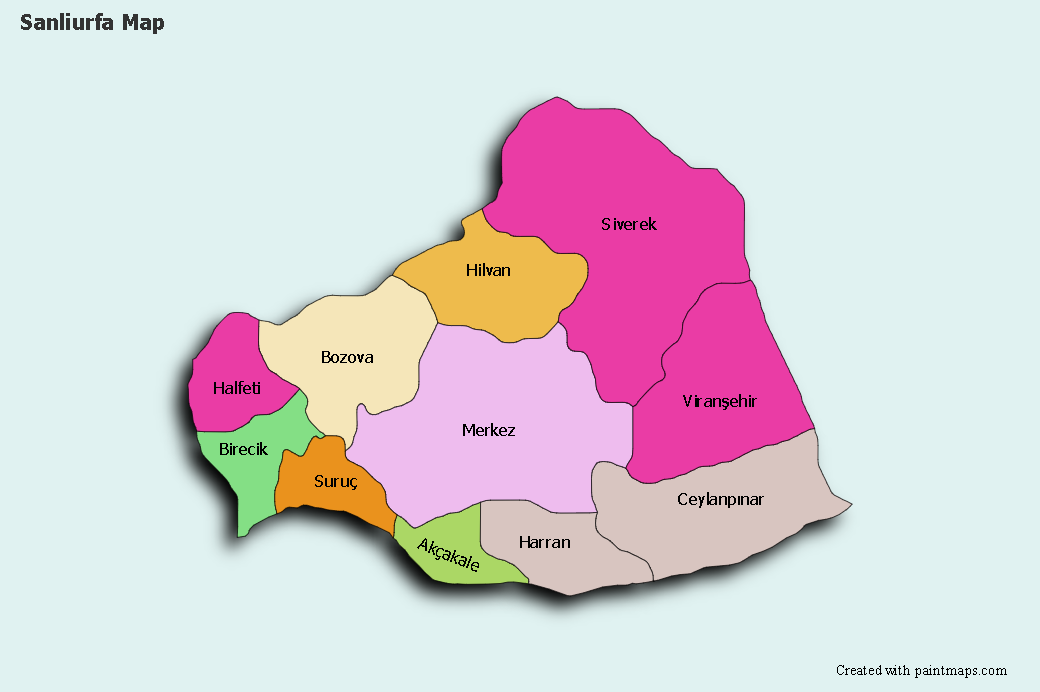 Sanliurfa Map
Siverek
Hilvan
Bozova
Halfeti
Viranşehir
Merkez
Birecik
Suruç
Ceylanpınar
Harran
Akçakale
Created with paintmaps.com